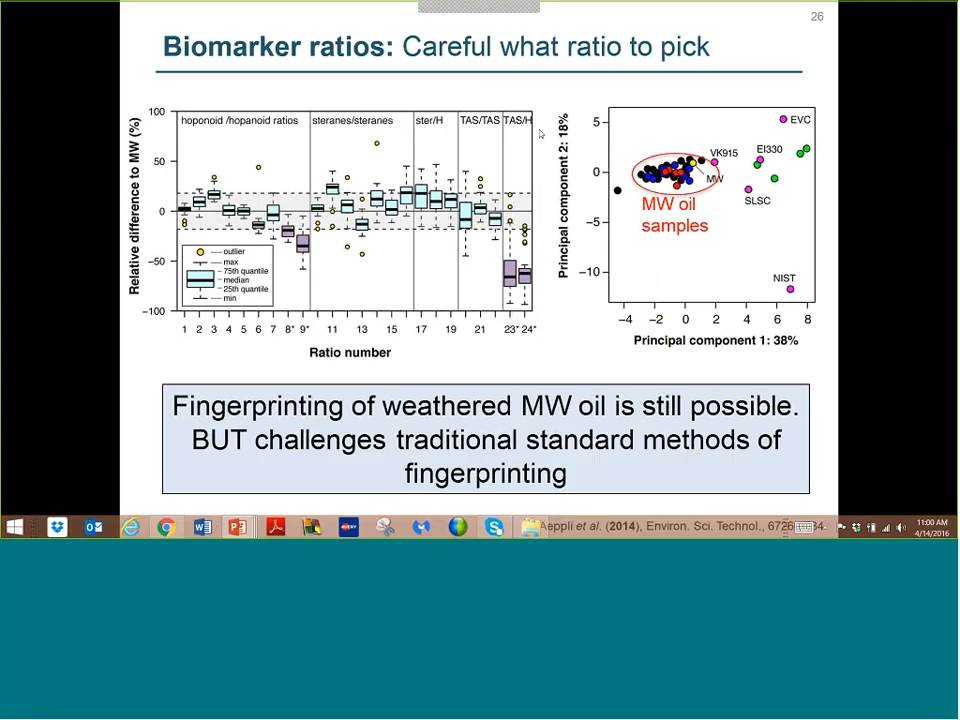 26
Biomarker ratios: Careful what ratio to pick
Relative difference to MW (%)
100
50
0
−50
−100
hoponoid /hopanoid ratios
steranes/steranes
ster/H
TAS/TAS
TAS/H
outlier
max
75th quantile
median
25th quantile
min
1 2 3 4 5 6 7 8* 9* 11 13 15 17 19 21 23* 24*
Ratio number
Principal component 2: 18%
5
0
−5
−10
EVC
VK915
EI330
MW
SLSC
MW oil
samples
NIST
−4 −2 0 2 4 6 8
Principal component 1: 38%
Fingerprinting of weathered MW oil is still possible.
BUT challenges traditional standard methods of
fingerprinting
Aeppli et al. (2014), Environ. Sci. Technol., 6726
11:00 AM
4/14/2016
AVERY